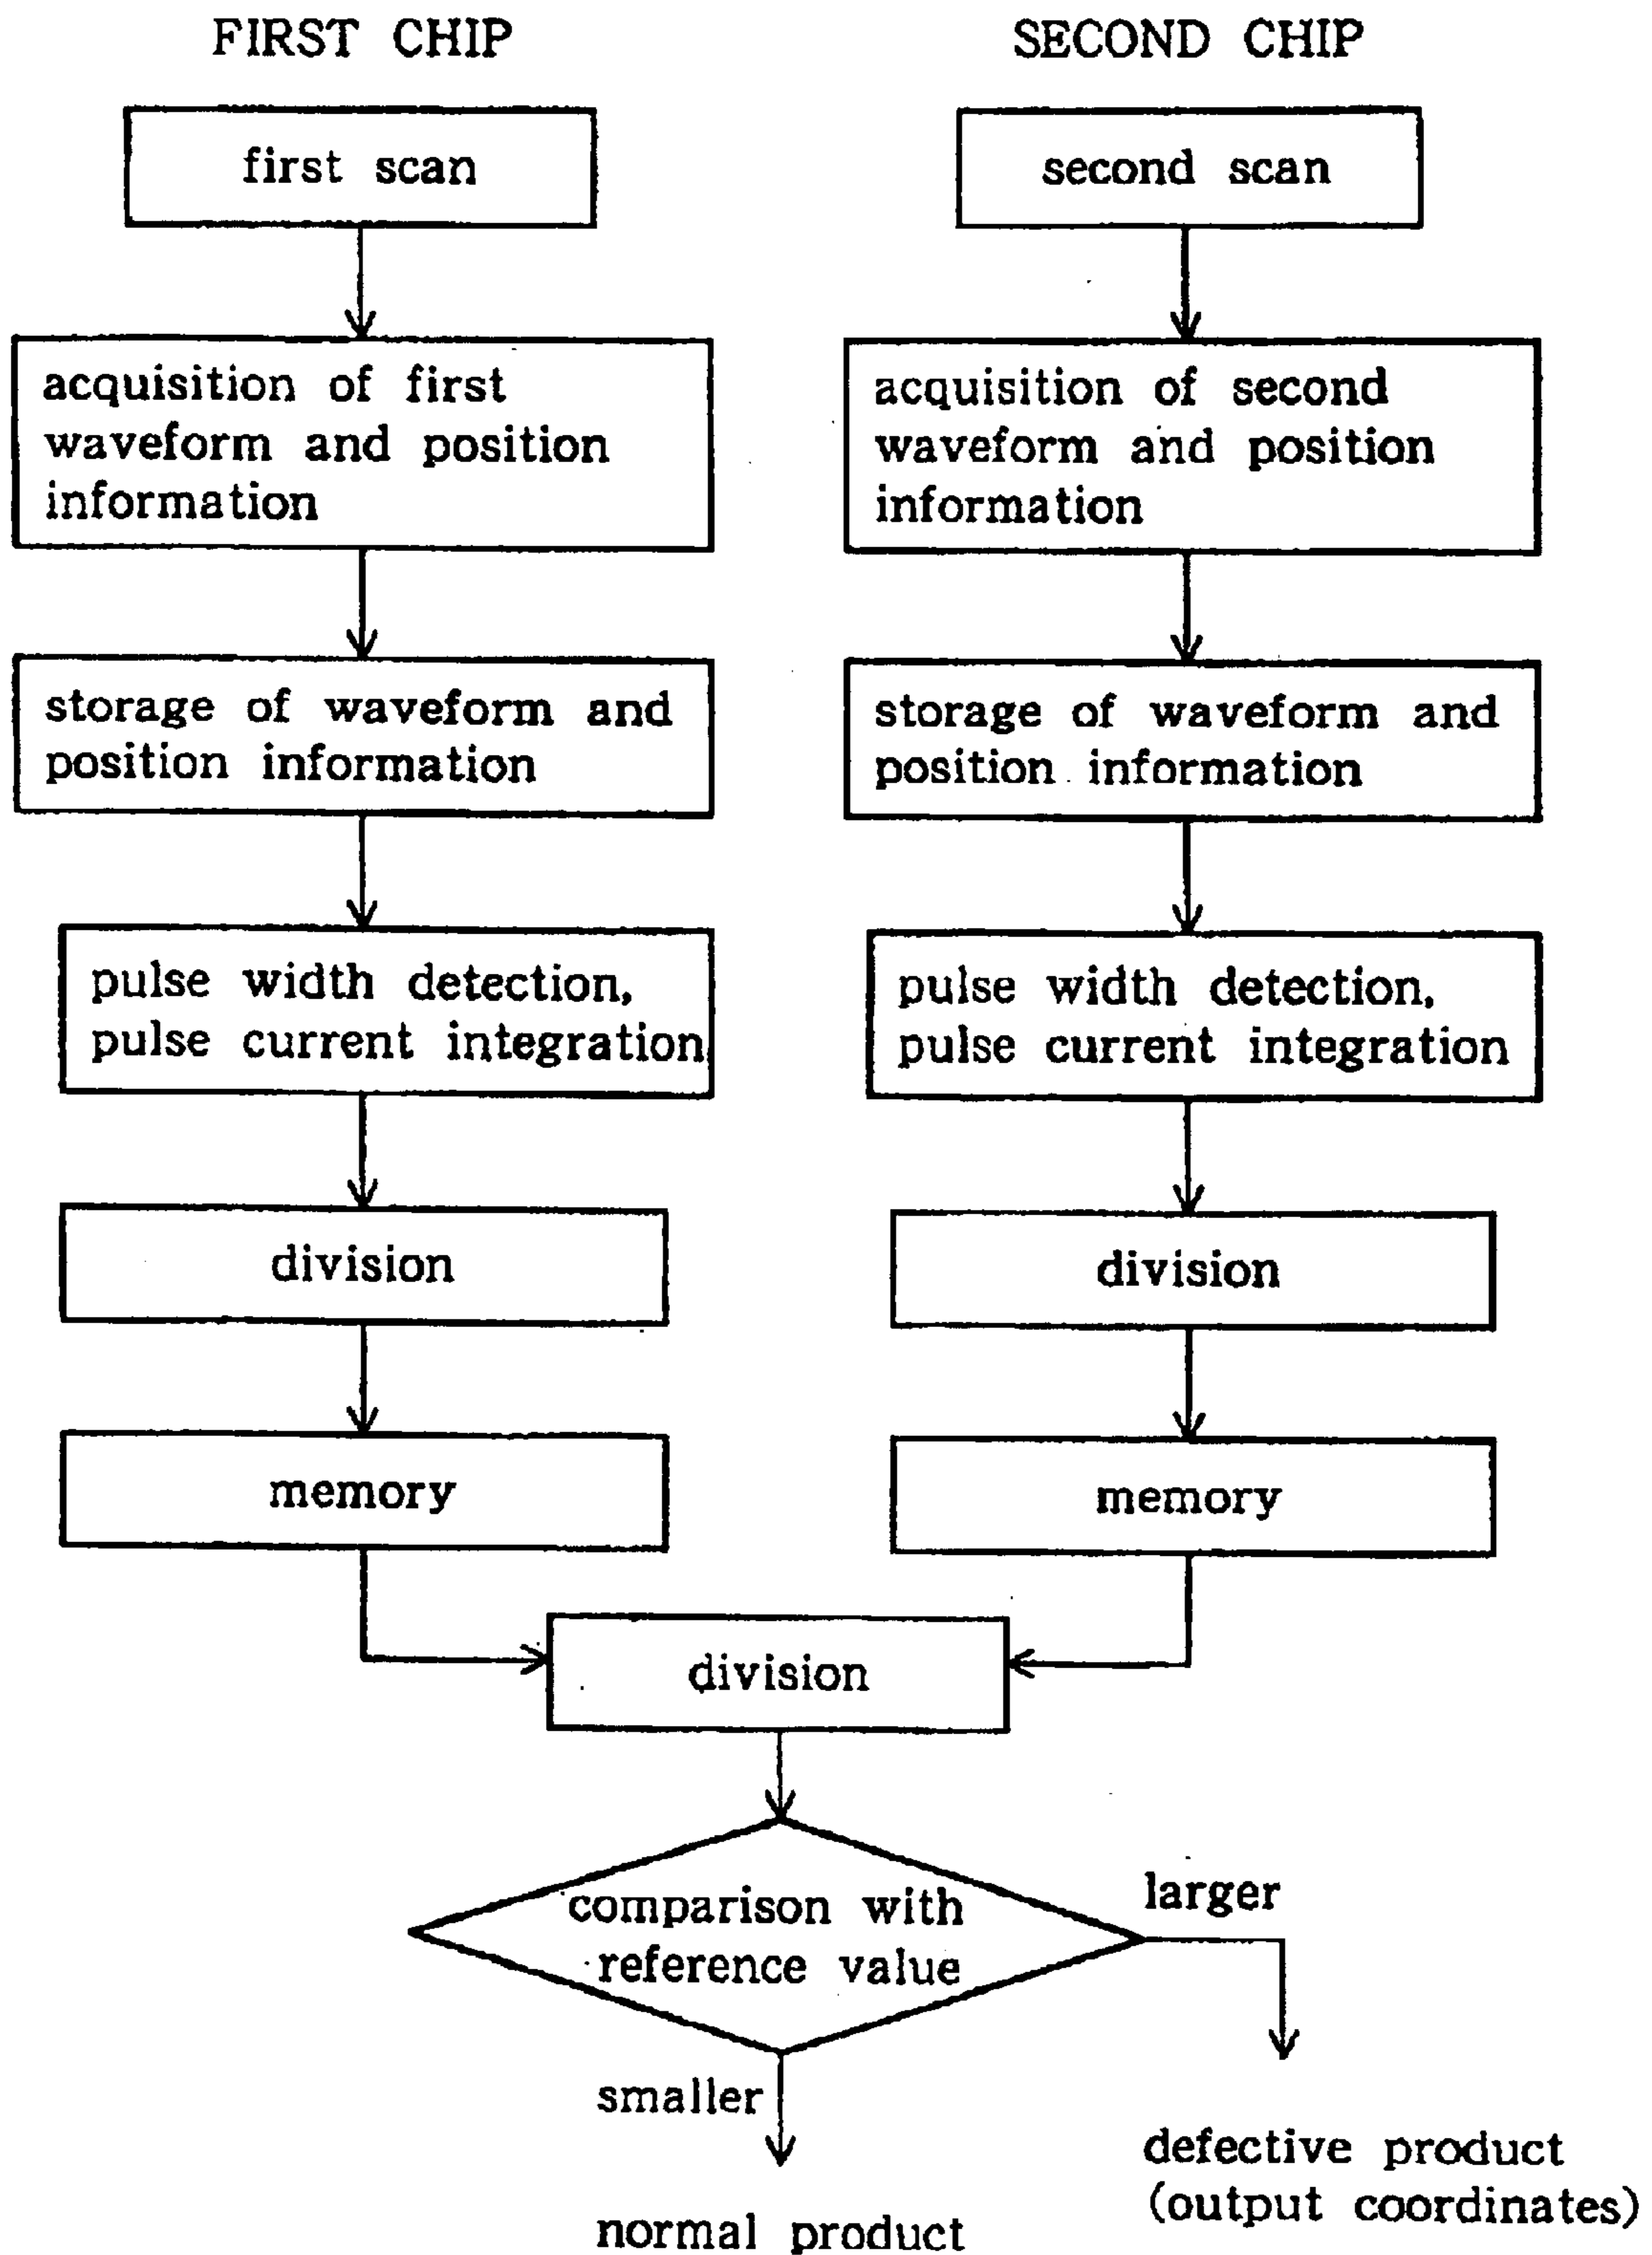 FIRST CHIP
first scan
acquisition of first
waveform and position
information
storage of waveform and
position information
pulse width detection,
pulse current integration
division
memory
SECOND CHIP
second scan
acquisition of second
waveform and position
information
storage of waveform and
position information
pulse width detection,
pulse current integration
division
memory
division
comparison with
reference value
larger
smaller
defective product
(output coordinates)
normal product